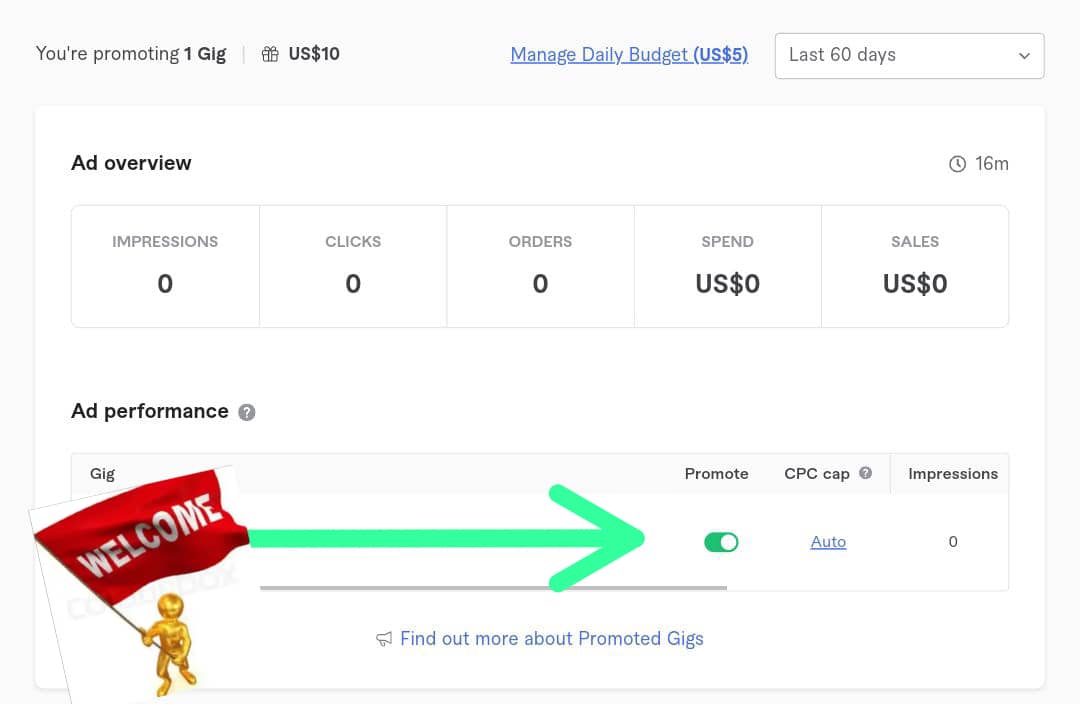 You're promoting 1 Gig | US$10 Manage Daily Budget (US$5) Last 60 days
Ad overview 16m
IMPRESSIONS CLICKS ORDERS SPEND SALES
0 0 0 US$0 US$0
Ad performance ?
Gig Promote CPC cap ? Impressions
WELCOME
Auto 0
Find out more about Promoted Gigs